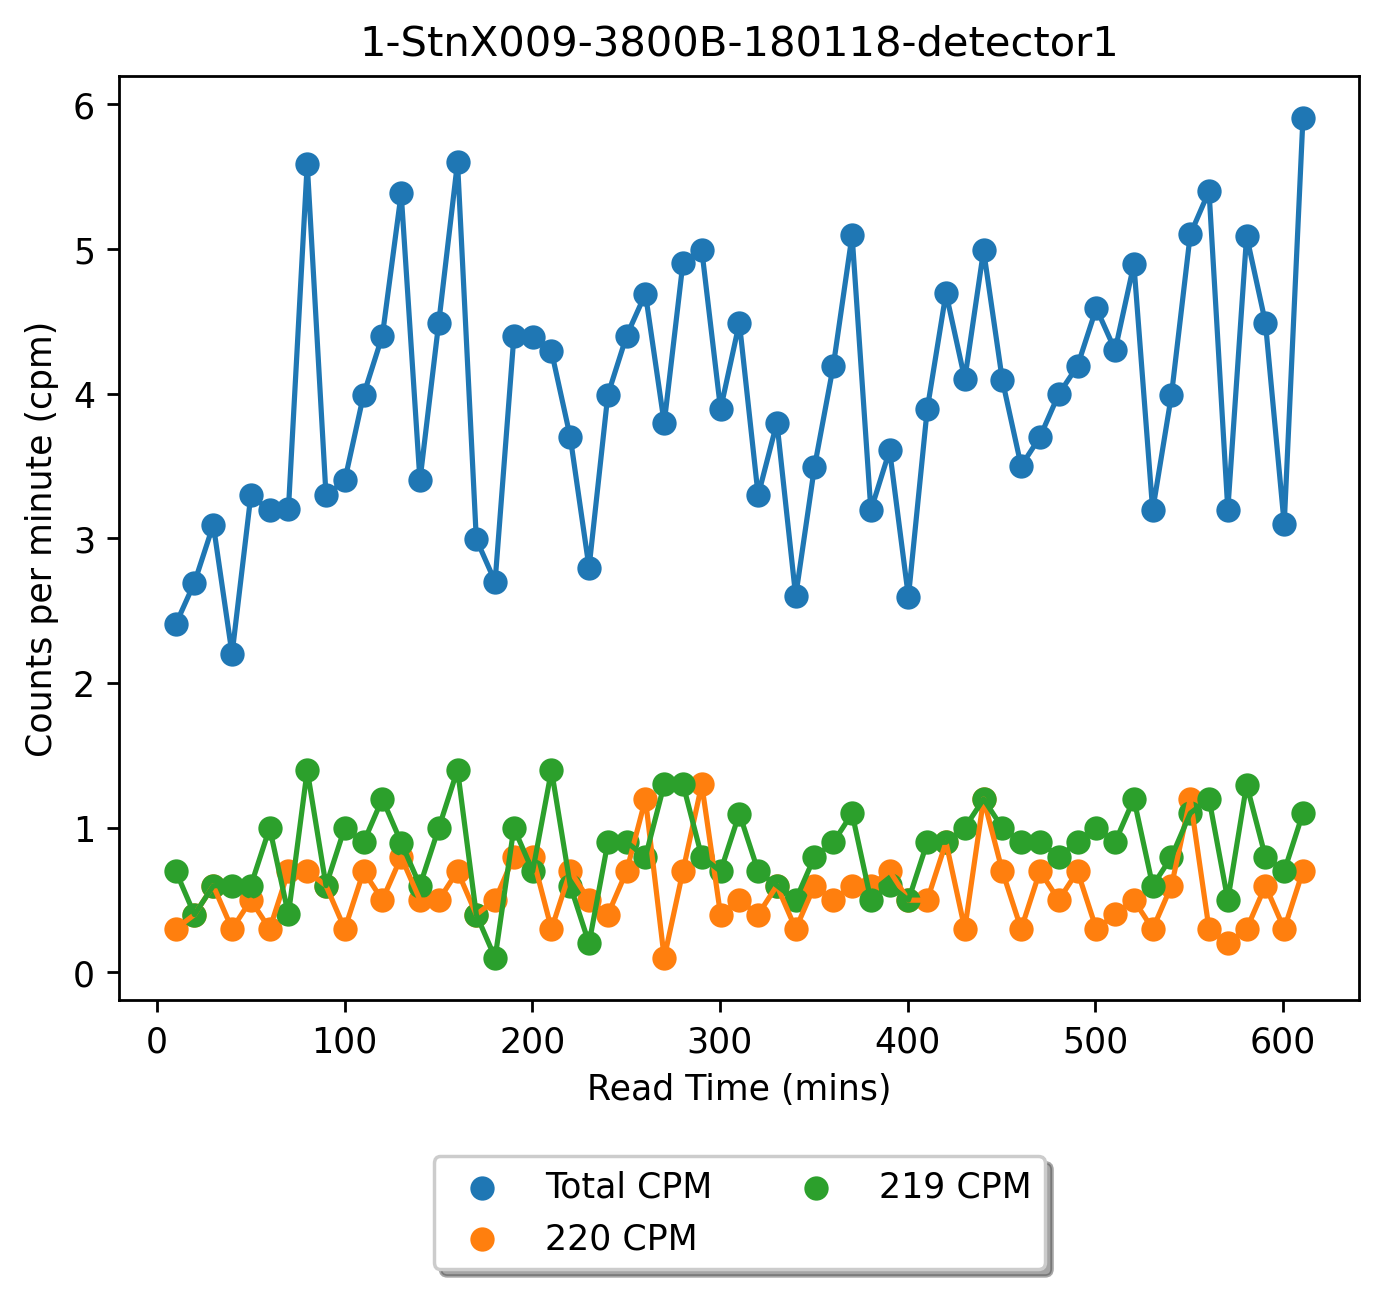 1-StnX009-3800B-180118-detector1
6
5
4
3
2
1
0
Counts per minute (cpm)
0 100 200 300 400 500 600
Read Time (mins)
Total CPM 219 CPM
220 CPM